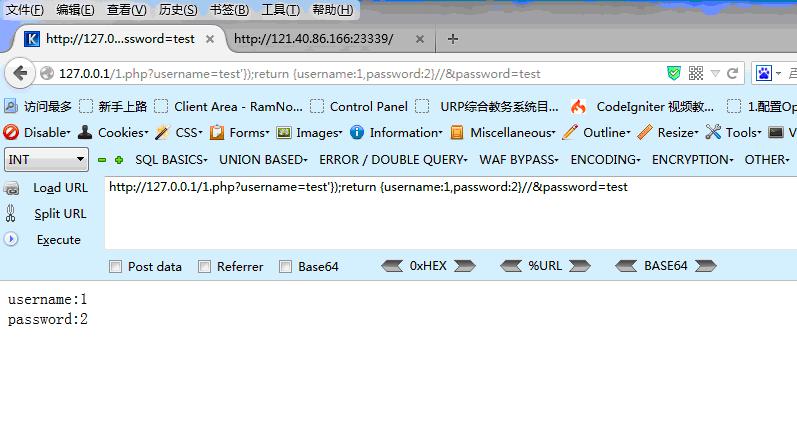 文件(F) 编辑(E) 查看(V) 历史(S) 书签(B) 工具(T) 帮助(H)
http://127.0...ssword=test × http://121.40.86.166:23339/ × +
127.0.0.1/1.php?username=test'});return {username:1,password:2}//&password=test
访问最多 新手上路 Client Area - RamNo... Control Panel URP综合教务系统目... CodeIgniter 视频教... 1.配置Op
Disable Cookies CSS Forms Images Information Miscellaneous Outline Resize Tools
INT SQL BASICS UNION BASED ERROR / DOUBLE QUERY WAF BYPASS ENCODING ENCRYPTION OTHER
Load URL http://127.0.0.1/1.php?username=test'});return {username:1,password:2}//&password=test
Split URL
Execute
Post data Referrer Base64 0xHEX %URL BASE64
username:1
password:2